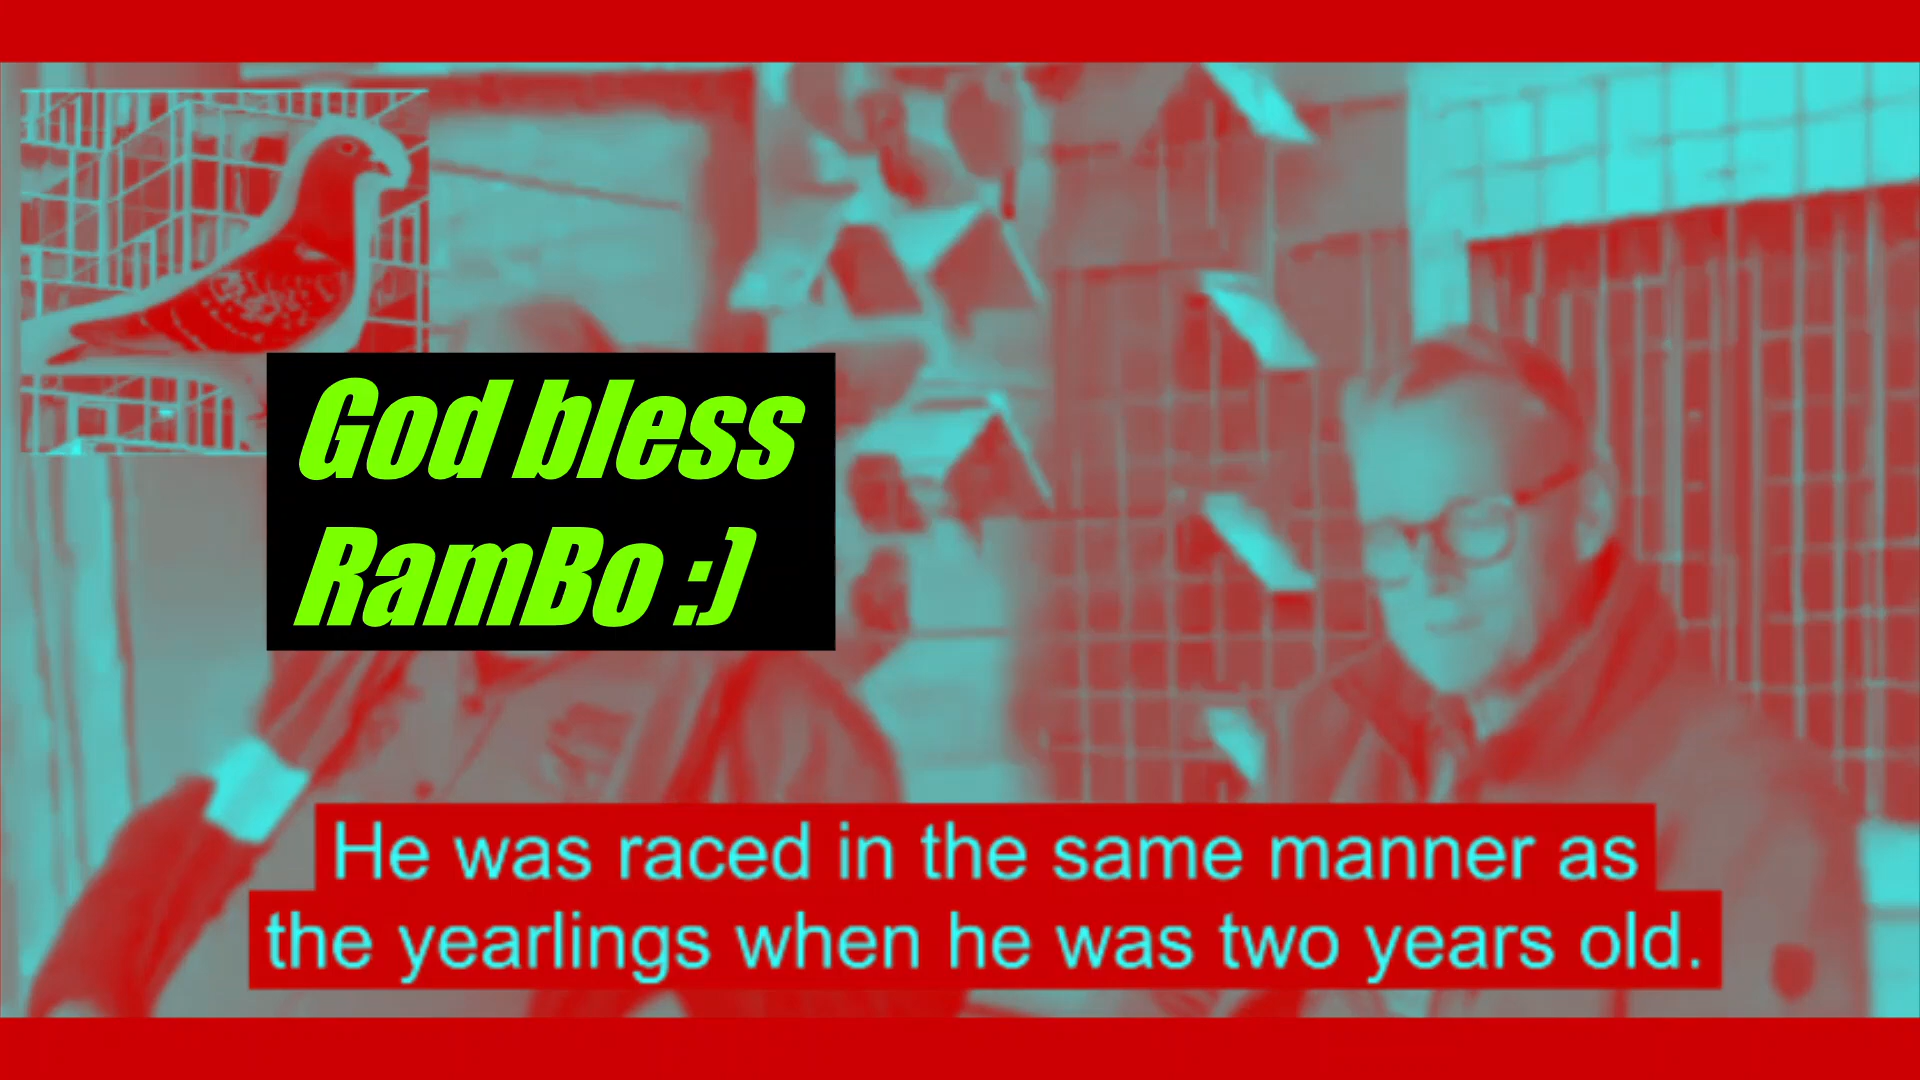 God bless
RamBo :)
He was raced in the same manner as
the yearlings when he was two years old.